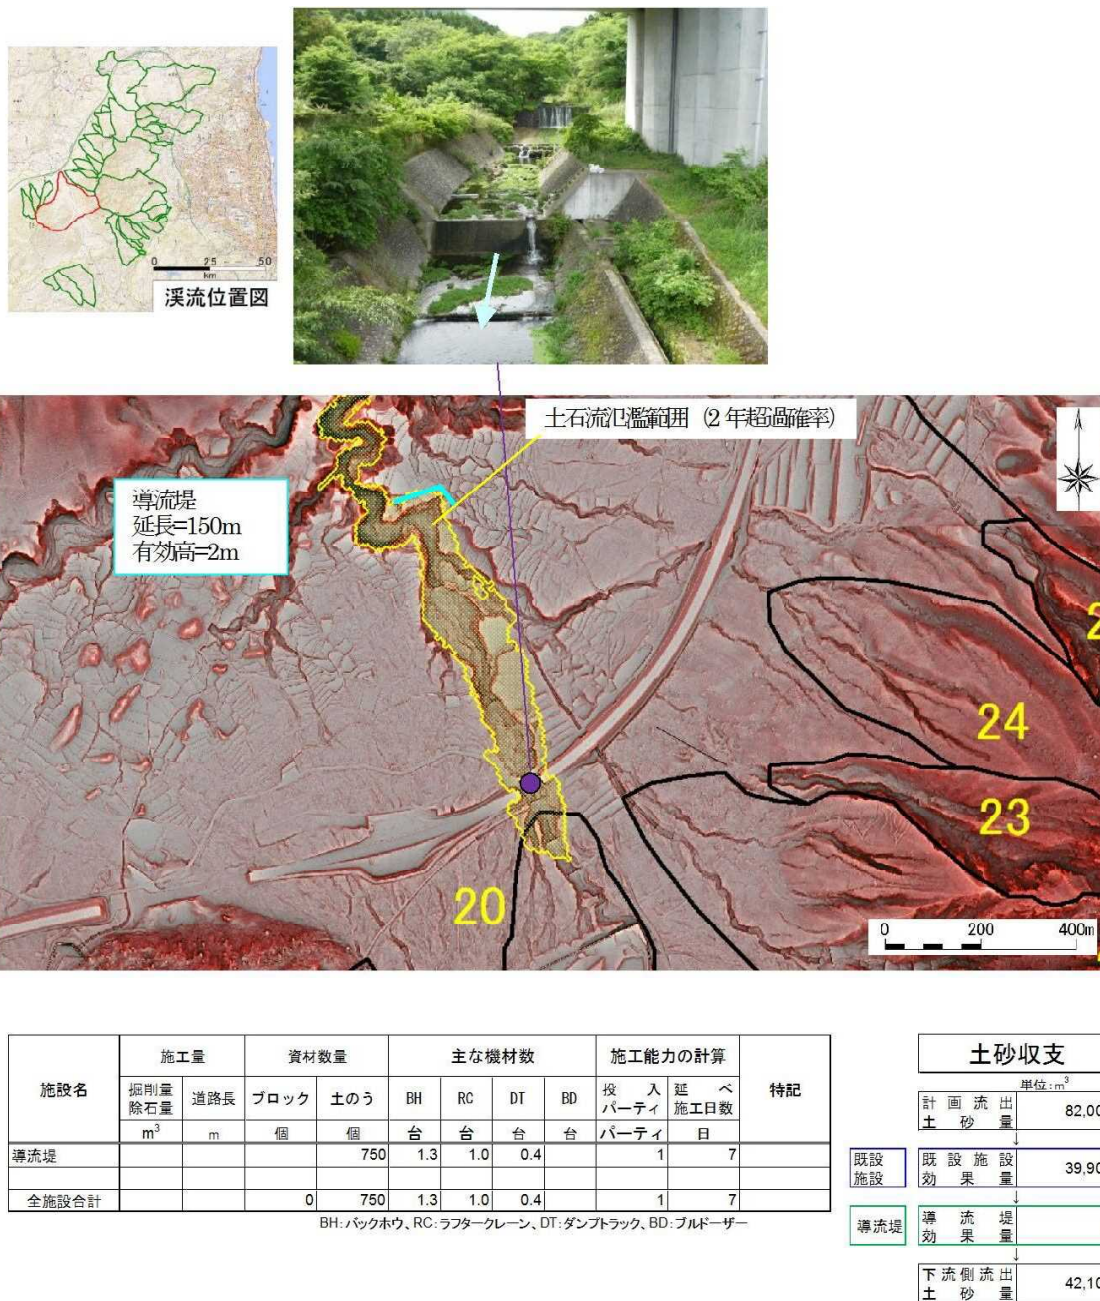 0 25 50
km
渓流位置図
土石流氾濫範囲（2年超過確率）
導流堤
延長=150m
有効高=2m
24
23
20
0 200 400m
施設名 施工量 資材数量 主な機材数 施工能力の計算 特記
掘削量 除石量 道路長 ブロック 土のう BH RC DT BD 投入パーティ 延べ施工日数
m³ m 個 個 台 台 台 台 パーティ 日
導流堤 750 1.3 1.0 0.4 1 7
全施設合計 0 750 1.3 1.0 0.4 1 7
BH:バックホウ、RC:ラフタークレーン、DT:ダンプトラック、BD:ブルドーザー
土砂収支
単位:m³
計画流出土砂量 82,00
↓
既設施設 既設施設効果量 39,90
↓
導流堤 導流堤効果量
↓
下流側流出土砂量 42,10